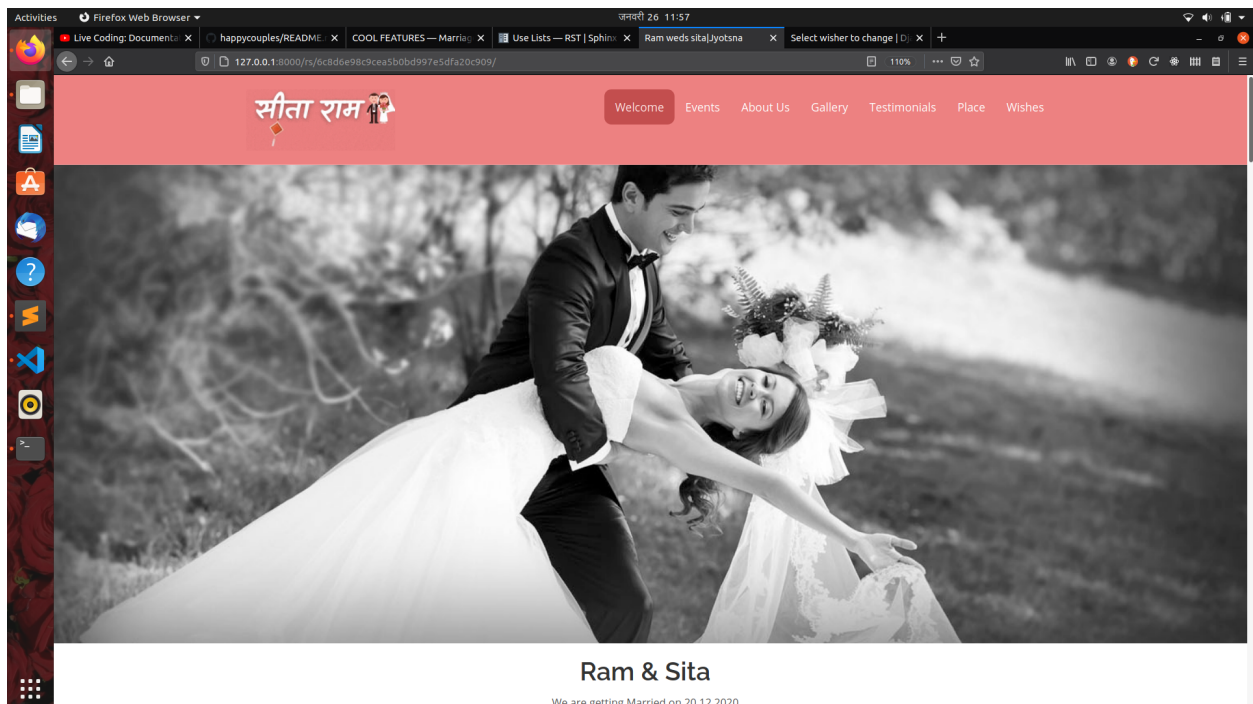 Activities Firefox Web Browser जनवरी 26 11:57
Live Coding: Documenta happycouples/README. COOL FEATURES — Marriag Use Lists — RST | Sphinx Ram weds sita|Jyotsna Select wisher to change | Dj
127.0.0.1:8000/rs/6c8d6e98c9cea5b0bd997e5dfa20c909/ 110%
सीता राम Welcome Events About Us Gallery Testimonials Place Wishes
Ram & Sita
We are getting Married on 20.12.2020